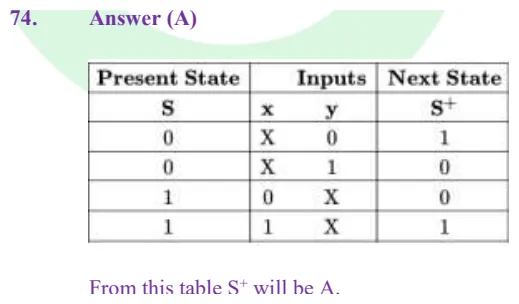 74. Answer (A)
Present State Inputs Next State
S x y S+
0 X 0 1
0 X 1 0
1 0 X 0
1 1 X 1
From this table S+ will be A.